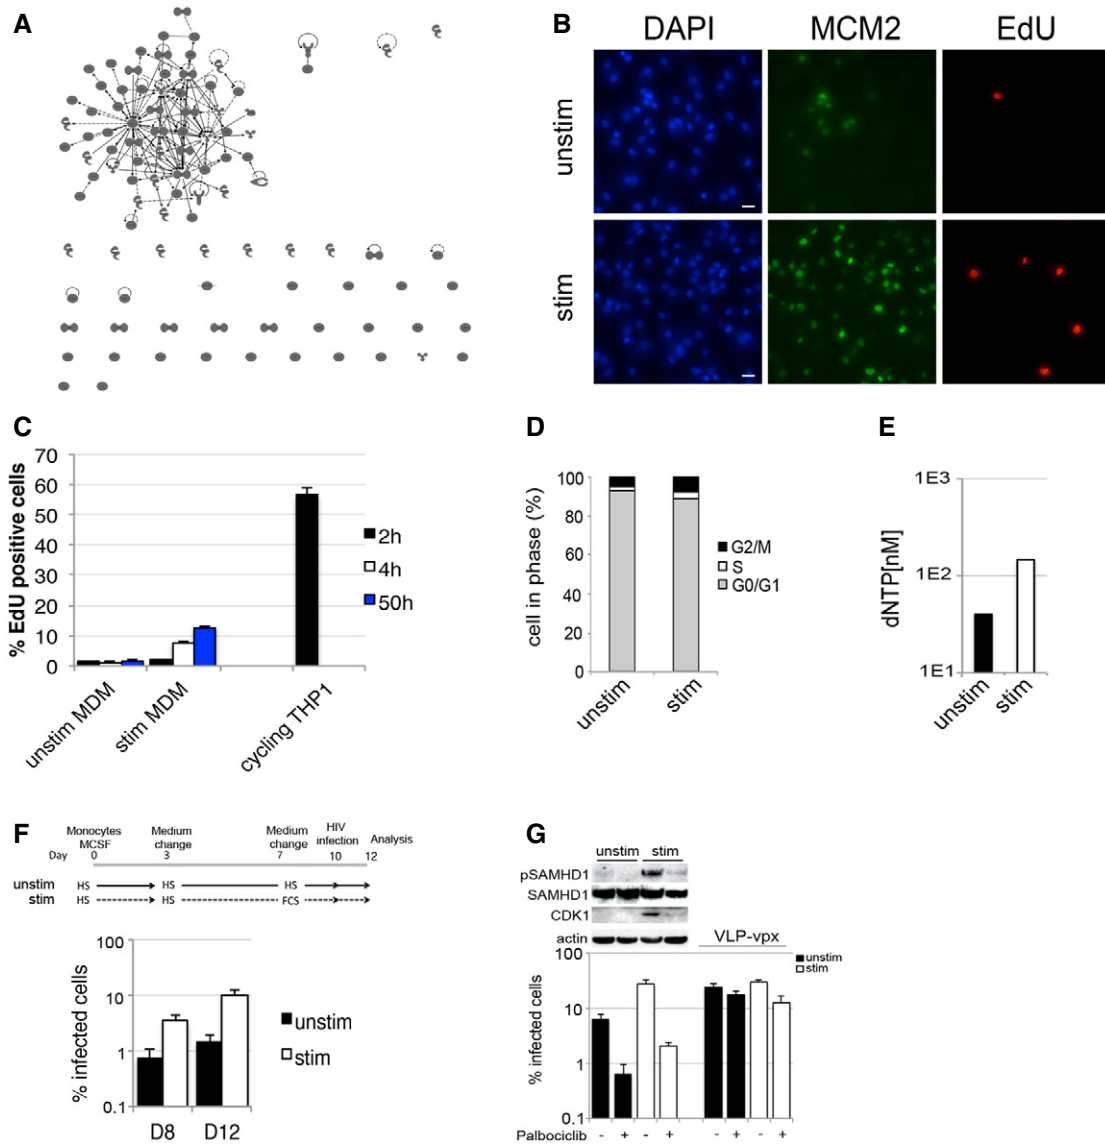 A
B
DAPI MCM2 EdU
unstim
stim
C
% EdU positive cells
70
60
50
40
30
20
10
0
2h
4h
50h
unstim MDM
stim MDM
cycling THP1
D
cell in phase (%)
100
80
60
40
20
0
G2/M
S
G0/G1
unstim
stim
E
dNTP[nM]
1E3
1E2
1E1
unstim
stim
F
Monocytes Medium Medium HIV
MCSF change change infection Analysis
Day 0 3 7 10 12
unstim HS HS HS
stim HS HS FCS
% infected cells
100
10
1
0.1
unstim
stim
D8 D12
G
unstim stim
pSAMHD1
SAMHD1
CDK1
actin
VLP-vpx
unstim
stim
% infected cells
100
10
1
0.1
Palbociclib - + - + - + - +